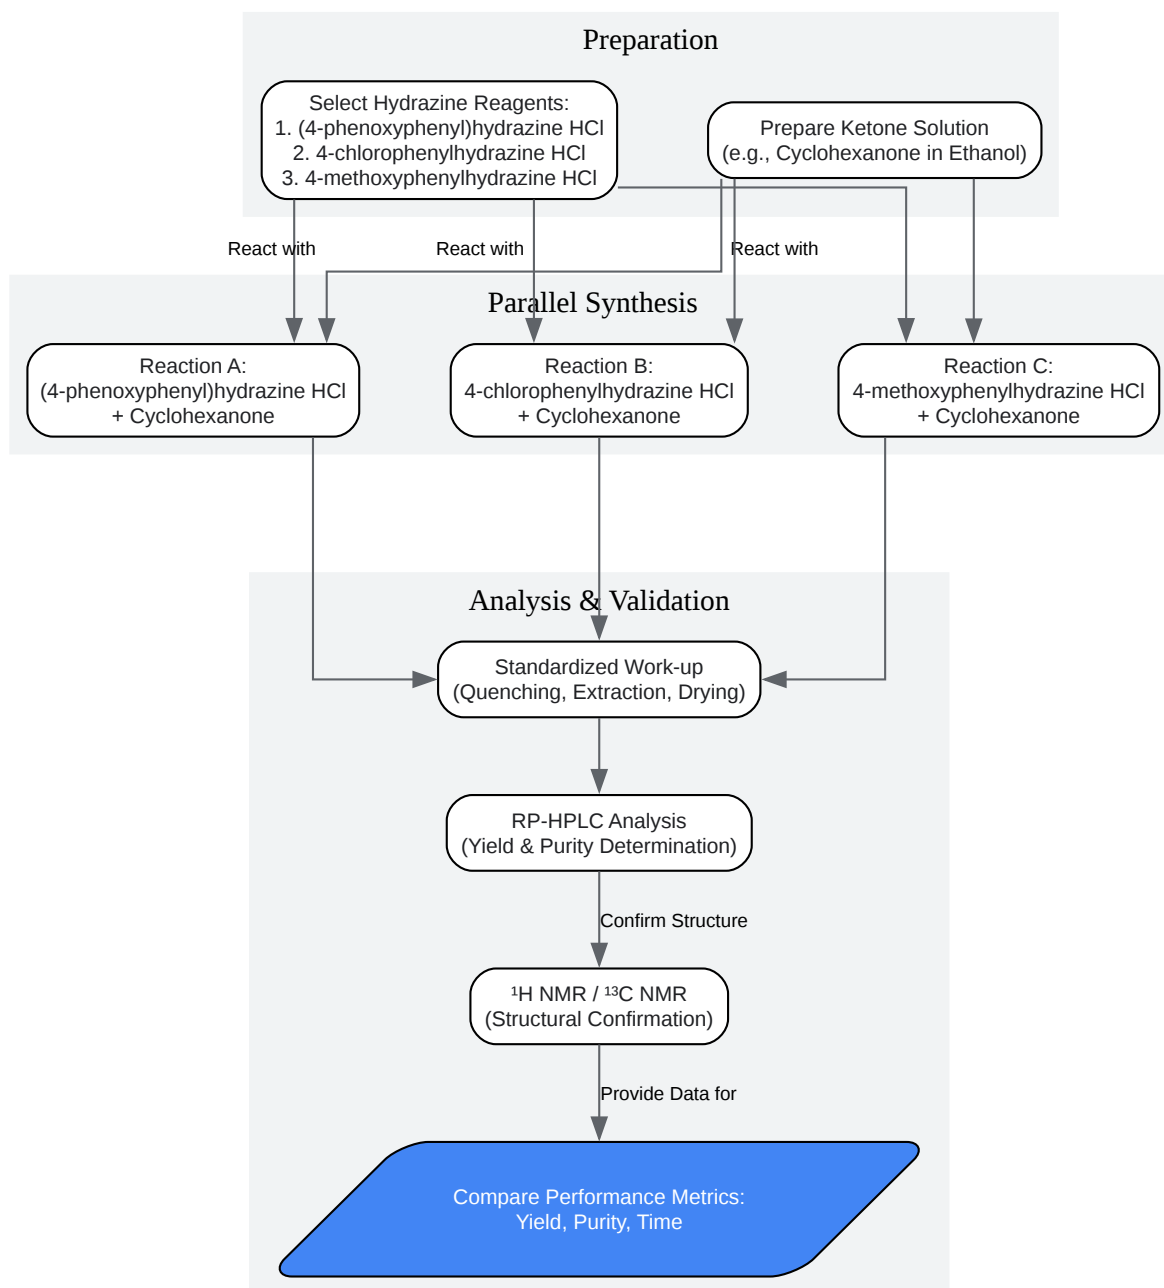 Preparation
Select Hydrazine Reagents:
1. (4-phenoxyphenyl)hydrazine HCl
2. 4-chlorophenylhydrazine HCl
3. 4-methoxyphenylhydrazine HCl
Prepare Ketone Solution
(e.g., Cyclohexanone in Ethanol)
React with
React with
React with
Parallel Synthesis
Reaction A:
(4-phenoxyphenyl)hydrazine HCl
+ Cyclohexanone
Reaction B:
4-chlorophenylhydrazine HCl
+ Cyclohexanone
Reaction C:
4-methoxyphenylhydrazine HCl
+ Cyclohexanone
Analysis & Validation
Standardized Work-up
(Quenching, Extraction, Drying)
RP-HPLC Analysis
(Yield & Purity Determination)
Confirm Structure
¹H NMR / ¹³C NMR
(Structural Confirmation)
Provide Data for
Compare Performance Metrics:
Yield, Purity, Time